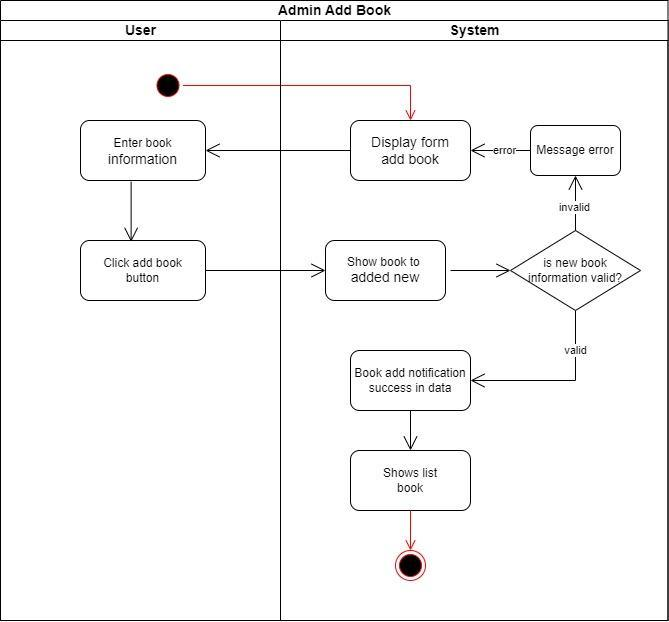 Admin Add Book
User
System
Enter book
information
Display form
add book
error
Message error
invalid
Click add book
button
Show book to
added new
is new book
information valid?
valid
Book add notification
success in data
Shows list
book